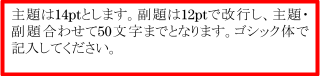 主題は14ptとします。副題は12ptで改行し、主題・
副題合わせて50文字までとなります。ゴシック体で
記入してください。